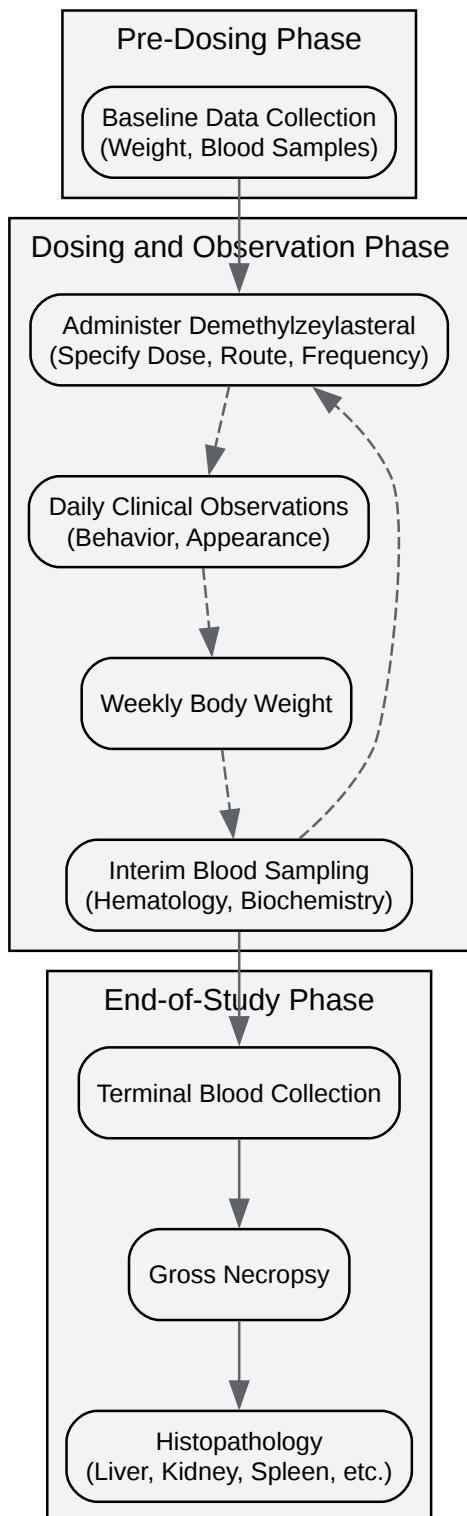 Pre-Dosing Phase
Baseline Data Collection
(Weight, Blood Samples)
Dosing and Observation Phase
Administer Demethylzeylasteral
(Specify Dose, Route, Frequency)
Daily Clinical Observations
(Behavior, Appearance)
Weekly Body Weight
Interim Blood Sampling
(Hematology, Biochemistry)
End-of-Study Phase
Terminal Blood Collection
Gross Necropsy
Histopathology
(Liver, Kidney, Spleen, etc.)